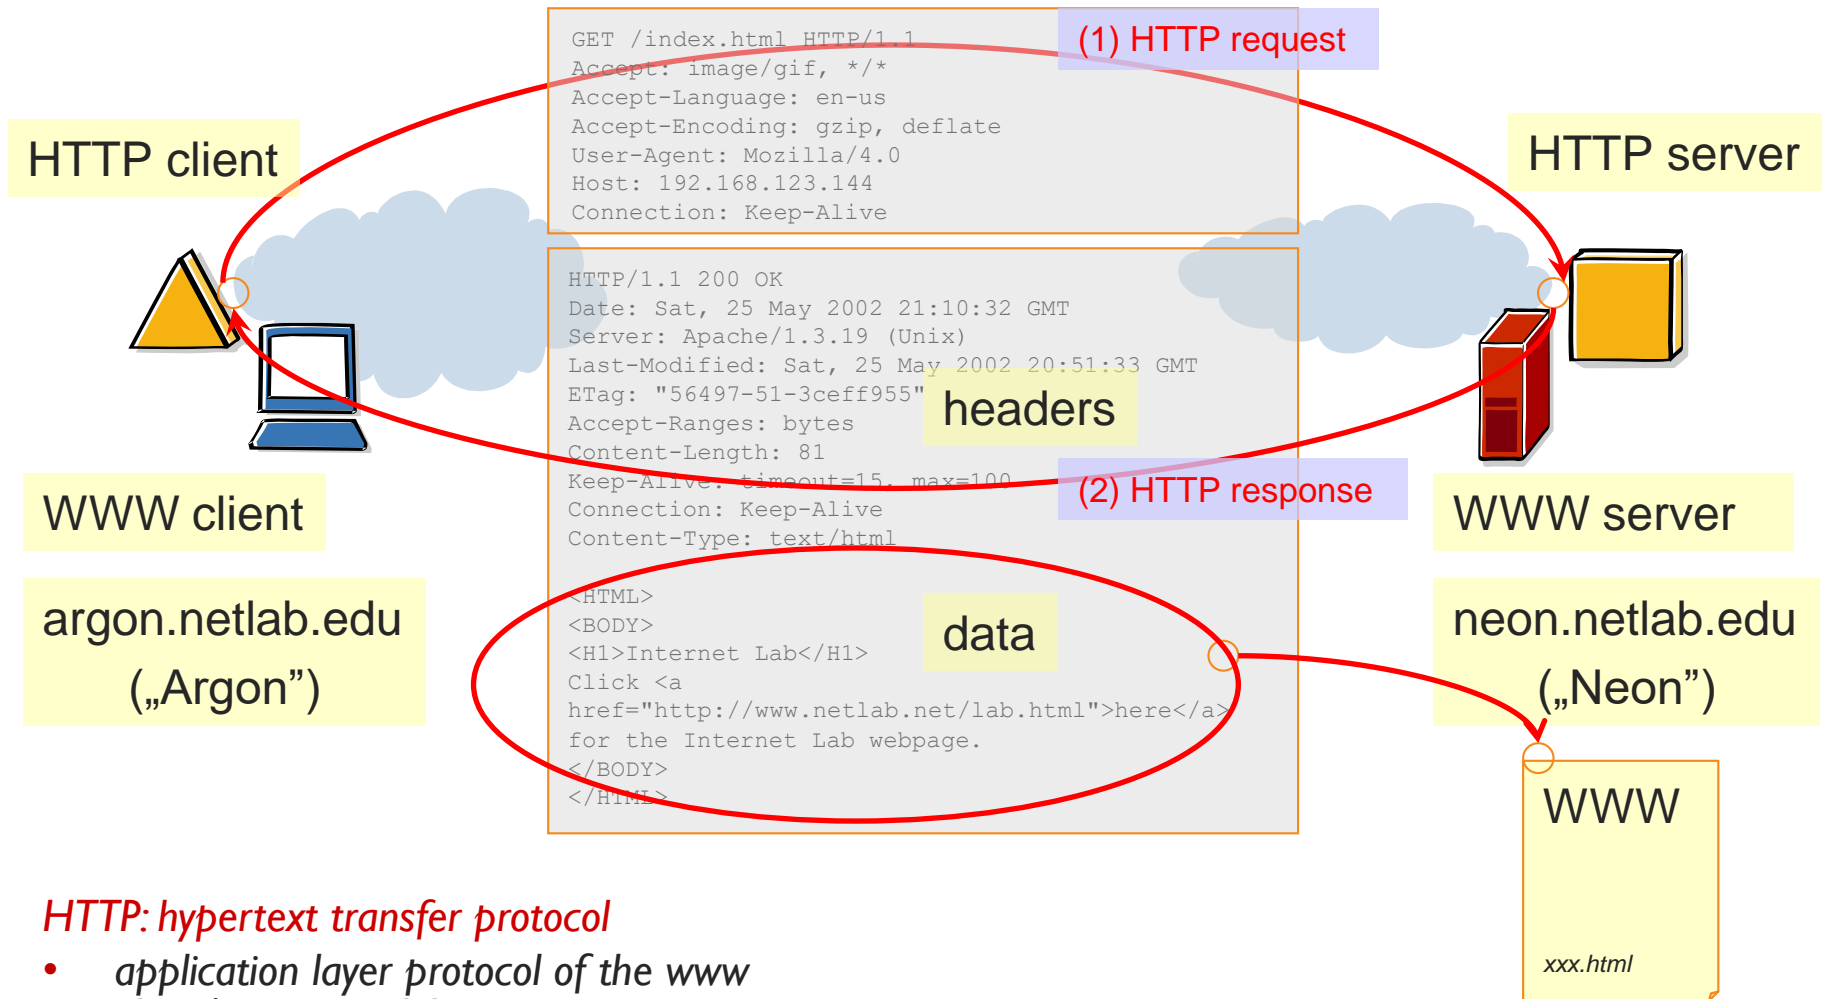 GET /index.html HTTP/1.1
Accept: image/gif, */*
Accept-Language: en-us
Accept-Encoding: gzip, deflate
User-Agent: Mozilla/4.0
Host: 192.168.123.144
Connection: Keep-Alive
(1) HTTP request
HTTP client
HTTP server
HTTP/1.1 200 OK
Date: Sat, 25 May 2002 21:10:32 GMT
Server: Apache/1.3.19 (Unix)
Last-Modified: Sat, 25 May 2002 20:51:33 GMT
ETag: "56497-51-3ceff955"
Accept-Ranges: bytes
Content-Length: 81
Keep-Alive: timeout=15, max=100
Connection: Keep-Alive
Content-Type: text/html
headers
(2) HTTP response
WWW client
WWW server
argon.netlab.edu
(„Argon”)
<HTML>
<BODY>
<H1>Internet Lab</H1>
Click <a
href="http://www.netlab.net/lab.html">here</a>
for the Internet Lab webpage.
</BODY>
</HTML>
data
neon.netlab.edu
(„Neon”)
WWW
xxx.html
HTTP: hypertext transfer protocol
• application layer protocol of the www